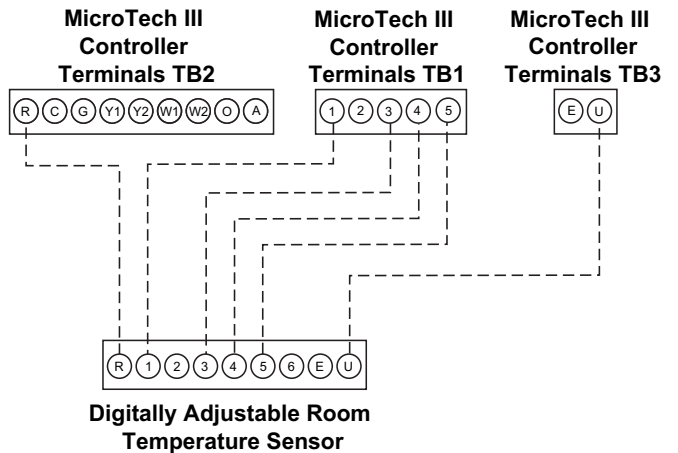 MicroTech III
Controller
Terminals TB2
MicroTech III
Controller
Terminals TB1
MicroTech III
Controller
Terminals TB3
R C G Y1 Y2 W1 W2 O A
1 2 3 4 5
E U
R 1 2 3 4 5 6 E U
Digitally Adjustable Room
Temperature Sensor